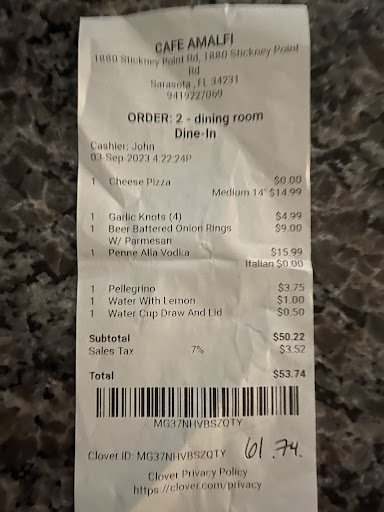 CAFE AMALFI
1880 Stickney Point Rd, 1880 Stickney Point
Rd
Sarasota , FL 34231
9419227069
ORDER: 2 - dining room
Dine-In
Cashier: John
03-Sep-2023 4:22:24P
1 Cheese Pizza $0.00
Medium 14" $14.99
1 Garlic Knots (4) $4.99
1 Beer Battered Onion Rings $9.00
W/ Parmesan
1 Penne Alla Vodka $15.99
Italian $0.00
1 Pellegrino $3.75
1 Water With Lemon $1.00
1 Water Cup Draw And Lid $0.50
Subtotal $50.22
Sales Tax 7% $3.52
Total $53.74
MG37NHVBSZQTY
Clover ID: MG37NHVBSZQTY 61.74.
Clover Privacy Policy
https://clover.com/privacy